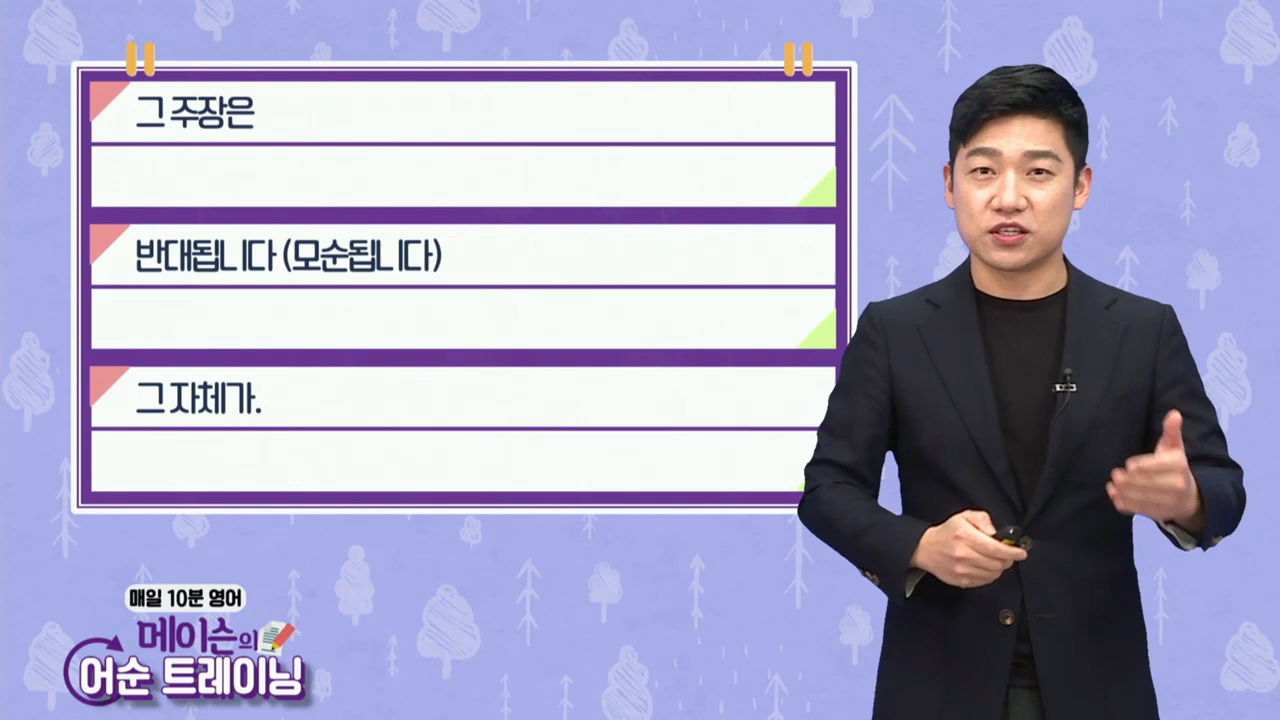 그 주장은
반대됩니다 (모순됩니다)
그 자체가.
매일 10분 영어
메이슨의
어순 트레이닝